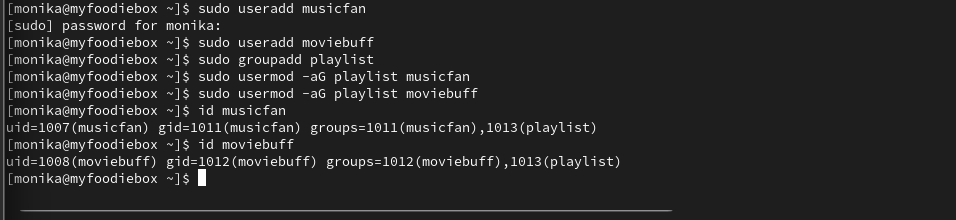 [monika@myfoodiebox ~]$ sudo useradd musicfan
[sudo] password for monika:
[monika@myfoodiebox ~]$ sudo useradd moviebuff
[monika@myfoodiebox ~]$ sudo groupadd playlist
[monika@myfoodiebox ~]$ sudo usermod -aG playlist musicfan
[monika@myfoodiebox ~]$ sudo usermod -aG playlist moviebuff
[monika@myfoodiebox ~]$ id musicfan
uid=1007(musicfan) gid=1011(musicfan) groups=1011(musicfan),1013(playlist)
[monika@myfoodiebox ~]$ id moviebuff
uid=1008(moviebuff) gid=1012(moviebuff) groups=1012(moviebuff),1013(playlist)
[monika@myfoodiebox ~]$